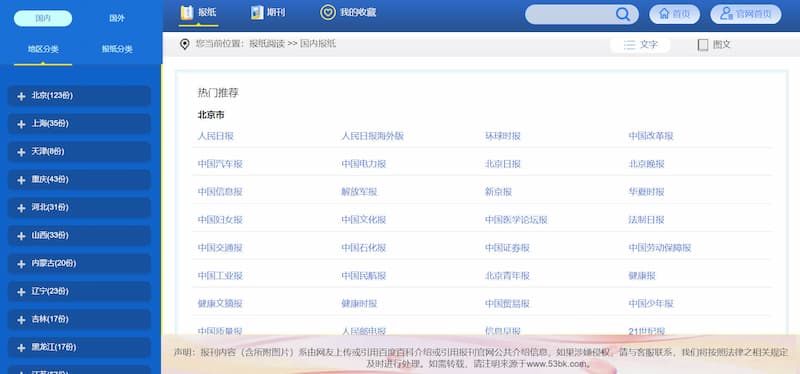 国内 国外
报纸 期刊 我的收藏 首页 官网首页
地区分类 报纸分类
您当前位置：报纸阅读 >> 国内报纸 文字 图文
北京(123份)
上海(35份)
天津(8份)
重庆(43份)
河北(31份)
山西(33份)
内蒙古(20份)
辽宁(23份)
吉林(17份)
黑龙江(17份)
热门推荐
北京市
人民日报 人民日报海外版 环球时报 中国改革报
中国汽车报 中国电力报 北京日报 北京晚报
中国信息报 解放军报 新京报 华夏时报
中国妇女报 中国文化报 中国医学论坛报 法制日报
中国交通报 中国石化报 中国证券报 中国劳动保障报
中国工业报 中国民航报 北京青年报 健康报
健康文摘报 健康时报 中国贸易报 中国少年报
中国质量报 人民邮电报 信息早报 21世纪报
声明：报刊内容（含所附图片）系由网友上传或引用百度百科介绍或引用报刊官网公共介绍信息，如果涉嫌侵权，请与客服联系，我们将按照法律之相关规定
及时进行处理。如需转载，请注明来源于www.53bk.com。